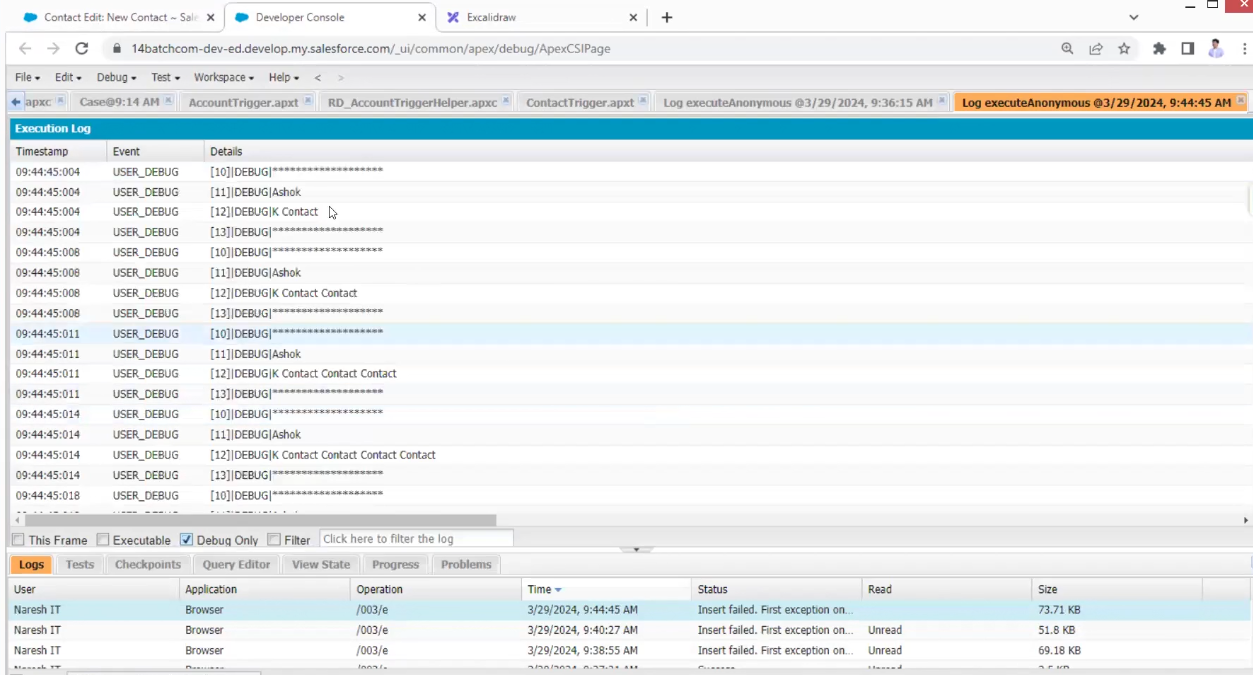 Contact Edit: New Contact ~ Sale
Developer Console
Excalidraw
14batchcom-dev-ed.develop.my.salesforce.com/_ui/common/apex/debug/ApexCSIPage
File Edit Debug Test Workspace Help < >
apxc Case@9:14 AM AccountTrigger.apxt RD_AccountTriggerHelper.apxc ContactTrigger.apxt Log executeAnonymous @3/29/2024, 9:36:15 AM Log executeAnonymous @3/29/2024, 9:44:45 AM
Execution Log
Timestamp Event Details
09:44:45:004 USER_DEBUG [10]|DEBUG|*******************
09:44:45:004 USER_DEBUG [11]|DEBUG|Ashok
09:44:45:004 USER_DEBUG [12]|DEBUG|K Contact
09:44:45:004 USER_DEBUG [13]|DEBUG|*******************
09:44:45:008 USER_DEBUG [10]|DEBUG|*******************
09:44:45:008 USER_DEBUG [11]|DEBUG|Ashok
09:44:45:008 USER_DEBUG [12]|DEBUG|K Contact Contact
09:44:45:008 USER_DEBUG [13]|DEBUG|*******************
09:44:45:011 USER_DEBUG [10]|DEBUG|*******************
09:44:45:011 USER_DEBUG [11]|DEBUG|Ashok
09:44:45:011 USER_DEBUG [12]|DEBUG|K Contact Contact Contact
09:44:45:011 USER_DEBUG [13]|DEBUG|*******************
09:44:45:014 USER_DEBUG [10]|DEBUG|*******************
09:44:45:014 USER_DEBUG [11]|DEBUG|Ashok
09:44:45:014 USER_DEBUG [12]|DEBUG|K Contact Contact Contact Contact
09:44:45:014 USER_DEBUG [13]|DEBUG|*******************
09:44:45:018 USER_DEBUG [10]|DEBUG|*******************
This Frame Executable Debug Only Filter Click here to filter the log
Logs Tests Checkpoints Query Editor View State Progress Problems
User Application Operation Time Status Read Size
Naresh IT Browser /003/e 3/29/2024, 9:44:45 AM Insert failed. First exception on... 73.71 KB
Naresh IT Browser /003/e 3/29/2024, 9:40:27 AM Insert failed. First exception on... Unread 51.8 KB
Naresh IT Browser /003/e 3/29/2024, 9:38:55 AM Insert failed. First exception on... Unread 69.18 KB